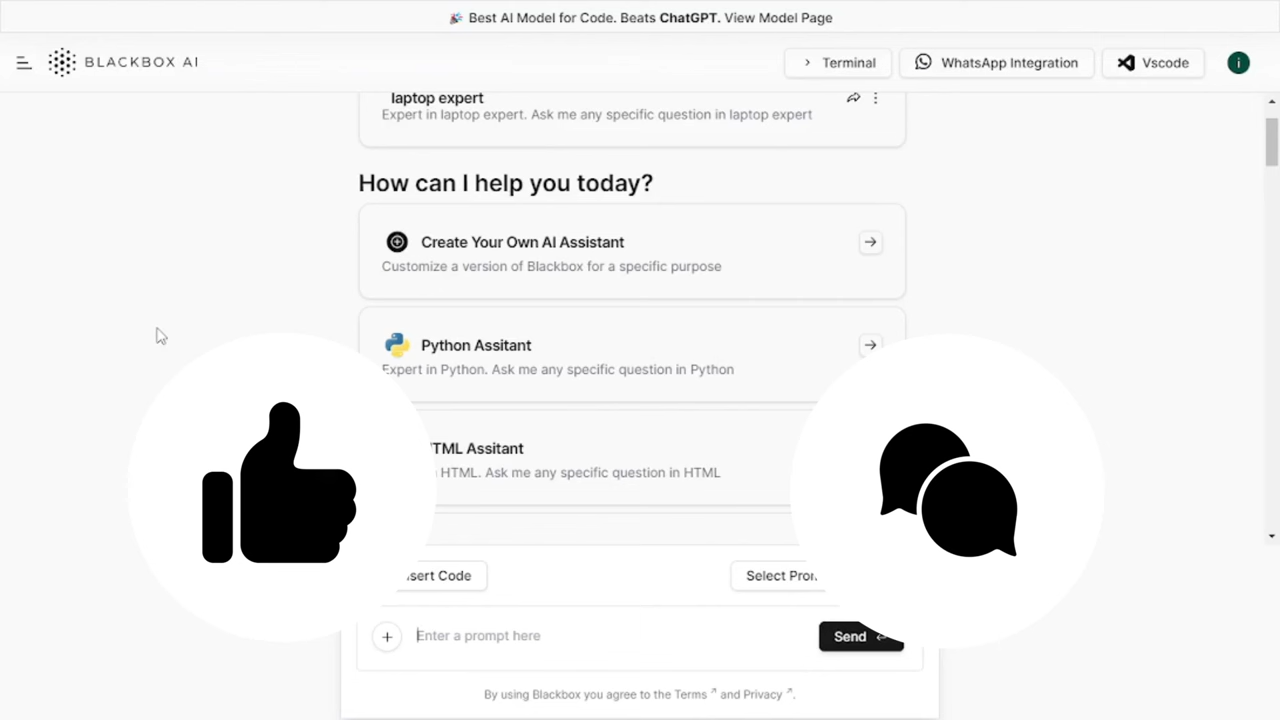 🎉 Best AI Model for Code. Beats ChatGPT. View Model Page
BLACKBOX AI
Terminal
WhatsApp Integration
Vscode
i
laptop expert
Expert in laptop expert. Ask me any specific question in laptop expert
How can I help you today?
Create Your Own AI Assistant
Customize a version of Blackbox for a specific purpose
Python Assitant
Expert in Python. Ask me any specific question in Python
TML Assitant
HTML. Ask me any specific question in HTML
sert Code
Select Pro
Enter a prompt here
Send
By using Blackbox you agree to the Terms ↗ and Privacy ↗.